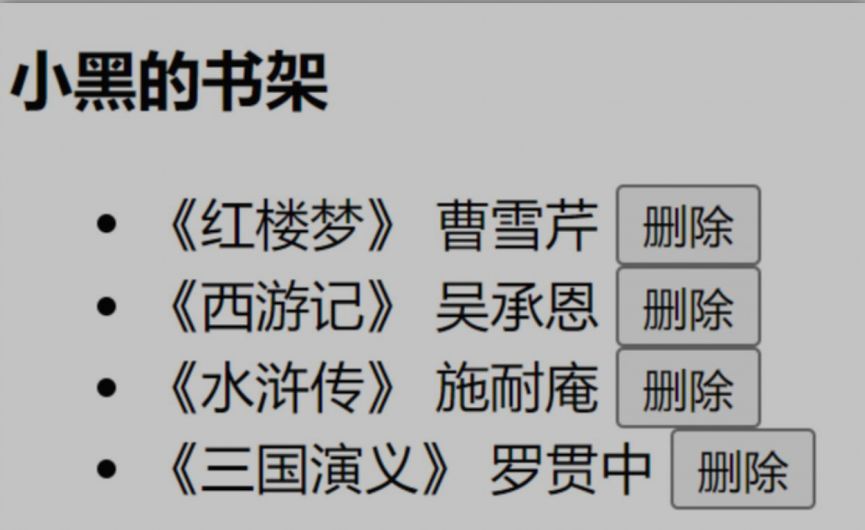 小黑的书架
《红楼梦》 曹雪芹 删除
《西游记》 吴承恩 删除
《水浒传》 施耐庵 删除
《三国演义》 罗贯中 删除